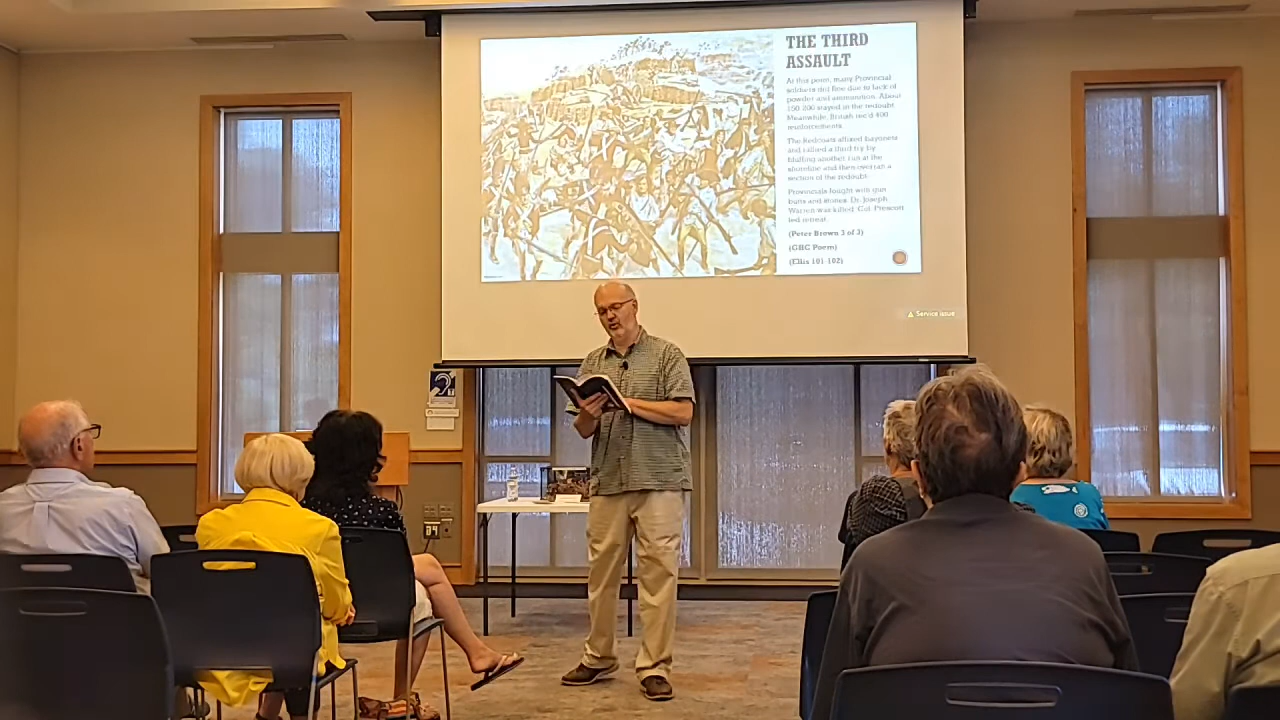 THE THIRD
ASSAULT
At this point, many Provincial
soldiers did fire due to lack of
powder and ammunition. About
150-200 stayed in the redoubt.
Meanwhile, British rec'd 400
reinforcements.
The Redcoats affixed bayonets
and rallied a third try by
bluffing another run at the
shoreline and then overran a
section of the redoubt.
Provincials fought with gun
butts and stones. Dr. Joseph
Warren was killed. Col. Prescott
led retreat.
(Peter Brown 3 of 3)
(GBC Poem)
(Ellis 101-102)
Service issue